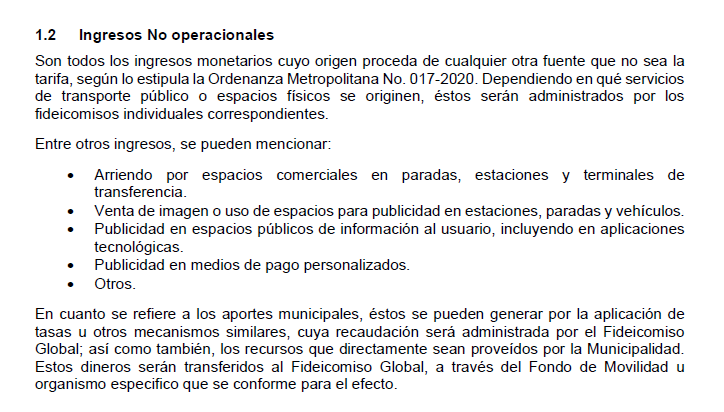 1.2 Ingresos No operacionales
Son todos los ingresos monetarios cuyo origen proceda de cualquier otra fuente que no sea la
tarifa, según lo estipula la Ordenanza Metropolitana No. 017-2020. Dependiendo en qué servicios
de transporte público o espacios físicos se originen, éstos serán administrados por los
fideicomisos individuales correspondientes.
Entre otros ingresos, se pueden mencionar:
• Arriendo por espacios comerciales en paradas, estaciones y terminales de
transferencia.
• Venta de imagen o uso de espacios para publicidad en estaciones, paradas y vehículos.
• Publicidad en espacios públicos de información al usuario, incluyendo en aplicaciones
tecnológicas.
• Publicidad en medios de pago personalizados.
• Otros.
En cuanto se refiere a los aportes municipales, éstos se pueden generar por la aplicación de
tasas u otros mecanismos similares, cuya recaudación será administrada por el Fideicomiso
Global; así como también, los recursos que directamente sean proveídos por la Municipalidad.
Estos dineros serán transferidos al Fideicomiso Global, a través del Fondo de Movilidad u
organismo especifico que se conforme para el efecto.